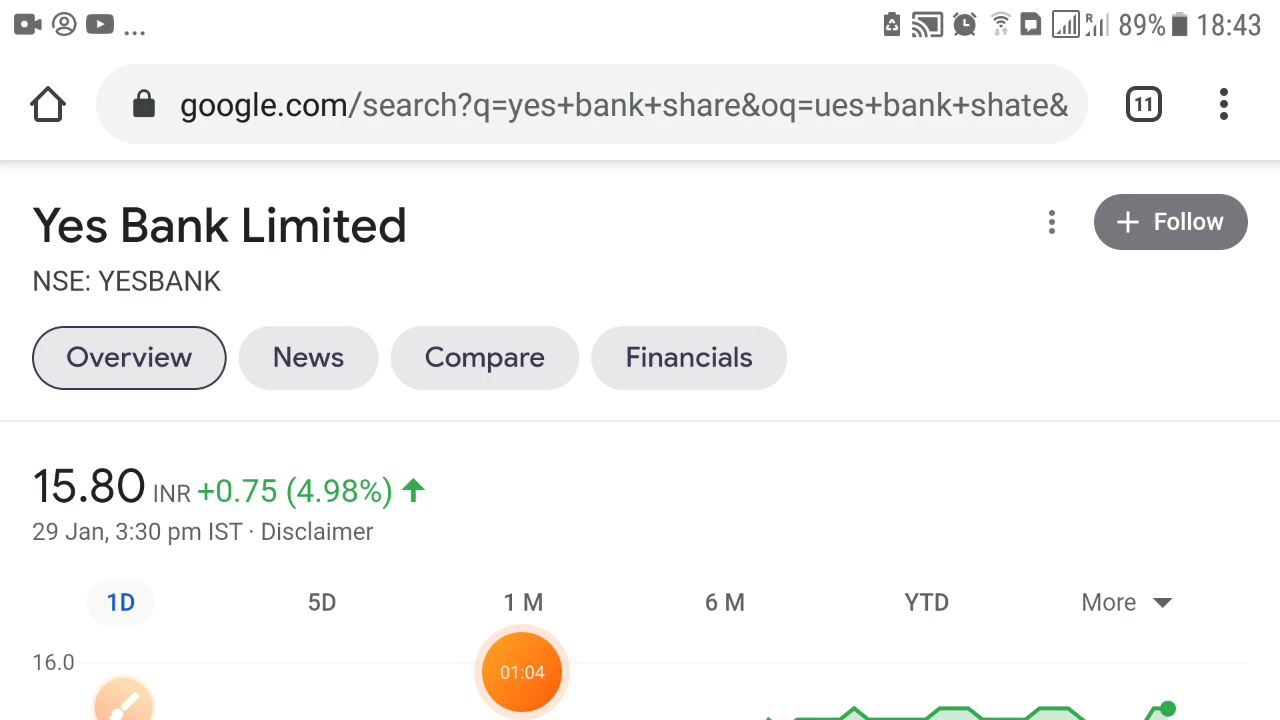 ... 89% 18:43
google.com/search?q=yes+bank+share&oq=ues+bank+shate& 11
Yes Bank Limited
+ Follow
NSE: YESBANK
Overview News Compare Financials
15.80 INR +0.75 (4.98%) ↑
29 Jan, 3:30 pm IST · Disclaimer
1D 5D 1 M 6 M YTD More
16.0
01:04